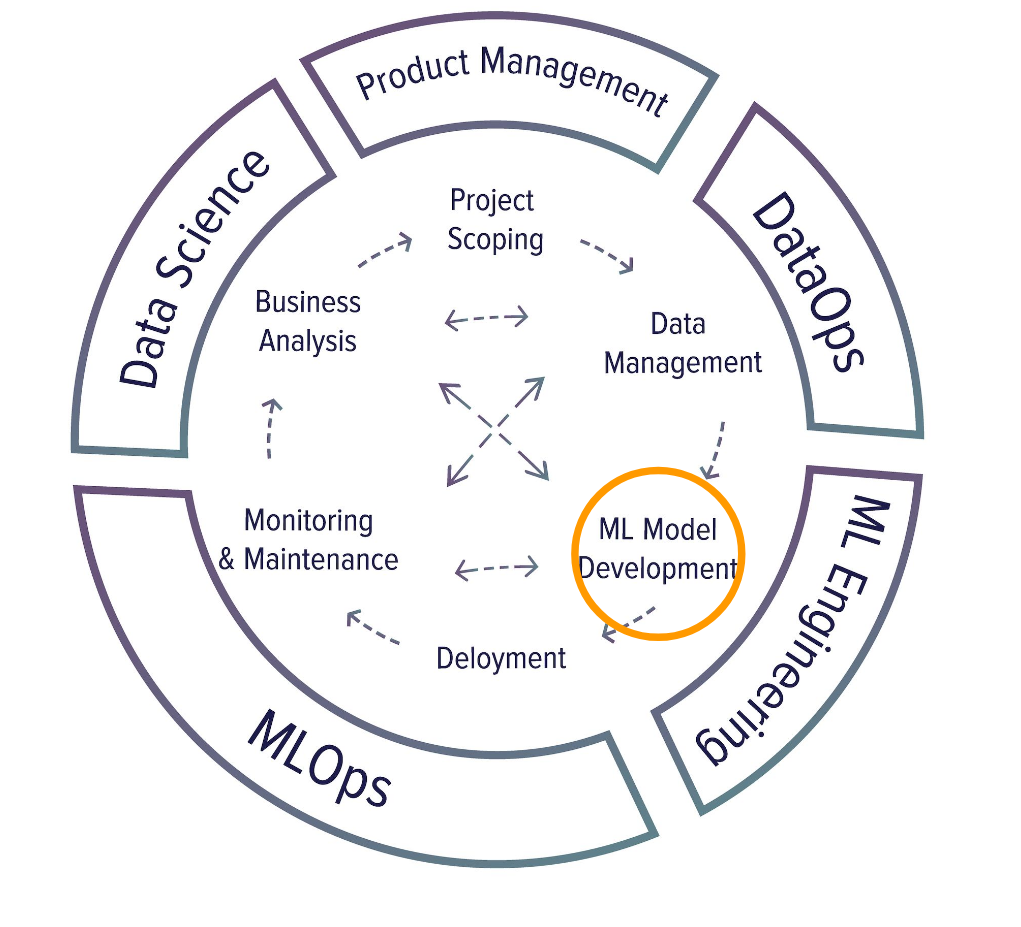 Product Management
Data Science
DataOps
Project
Scoping
Business
Analysis
Data
Management
ML Model
Development
Monitoring
& Maintenance
Deloyment
ML Engineering
MLOps